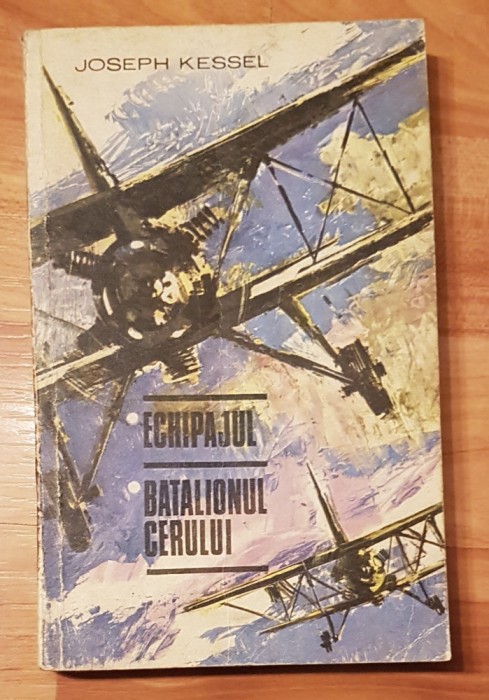 JOSEPH KESSEL
ECHIPAJUL
BATALIONUL
CERULUI